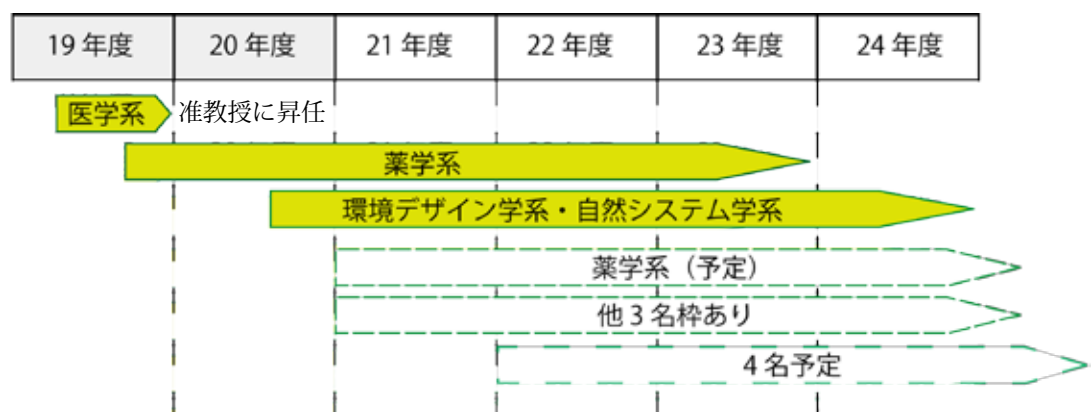 19 年度 20 年度 21 年度 22 年度 23 年度 24 年度
医学系 准教授に昇任
薬学系
環境デザイン学系・自然システム学系
薬学系（予定）
他 3 名枠あり
4 名予定